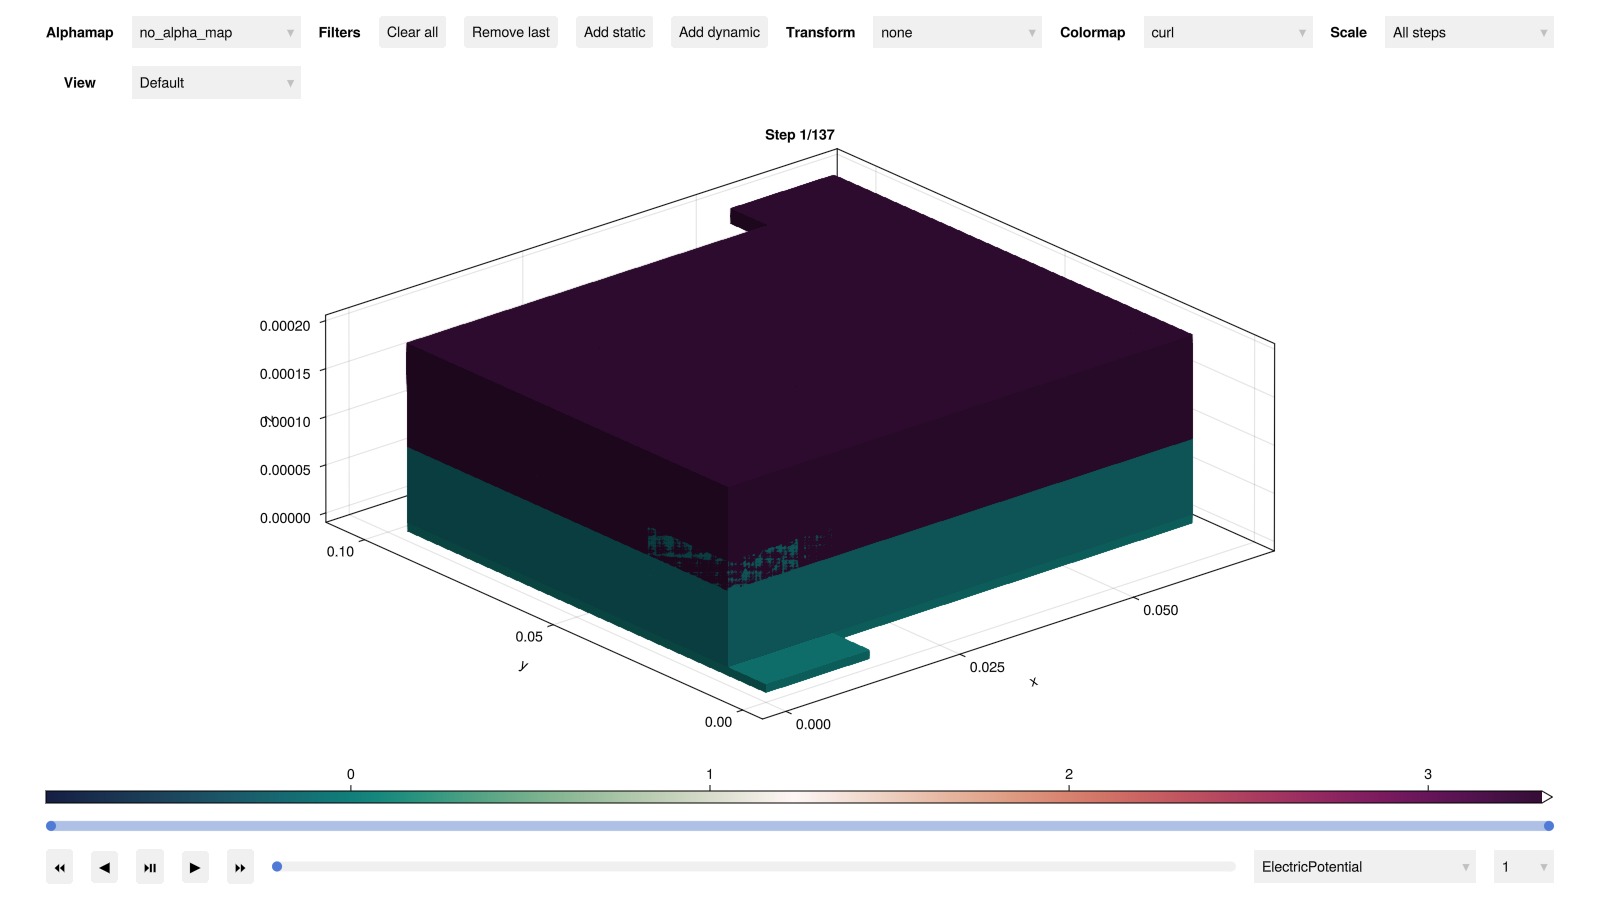 Alphamap no_alpha_map Filters Clear all Remove last Add static Add dynamic Transform none Colormap curl Scale All steps
View Default
Step 1/137
0.00020
0.00015
z
0.00010
0.00005
0.00000
0.10
0.05
y
0.00
0.000
0.025
x
0.050
0 1 2 3
ElectricPotential 1